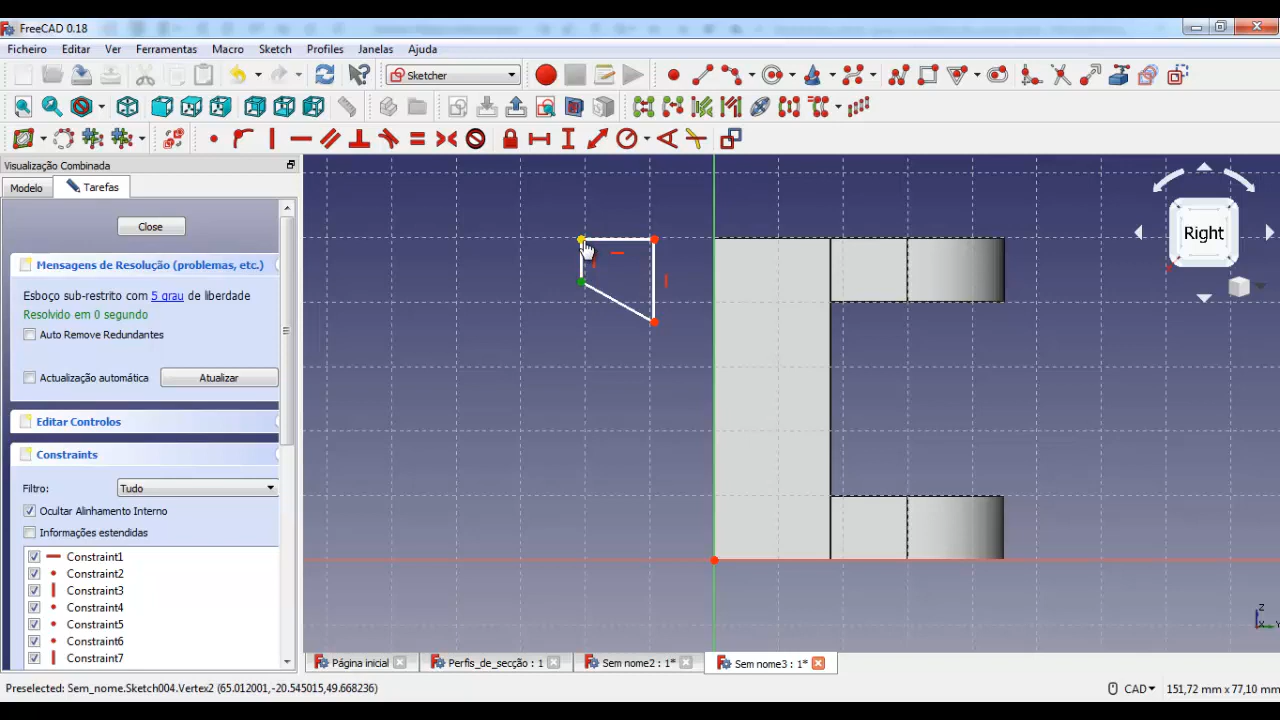 FreeCAD 0.18
Ficheiro Editar Ver Ferramentas Macro Sketch Profiles Janelas Ajuda
Sketcher
Visualização Combinada
Modelo Tarefas
Close
Mensagens de Resolução (problemas, etc.)
Esboço sub-restrito com 5 grau de liberdade
Resolvido em 0 segundo
Auto Remove Redundantes
Actualização automática Atualizar
Editar Controlos
Constraints
Filtro: Tudo
Ocultar Alinhamento Interno
Informações estendidas
Constraint1
Constraint2
Constraint3
Constraint4
Constraint5
Constraint6
Constraint7
Right
Z
X
Página inicial Perfis_de_secção : 1 Sem nome2 : 1* Sem nome3 : 1*
Preselected: Sem_nome.Sketch004.Vertex2 (65.012001,-20.545015,49.668236) CAD 151,72 mm x 77,10 mm